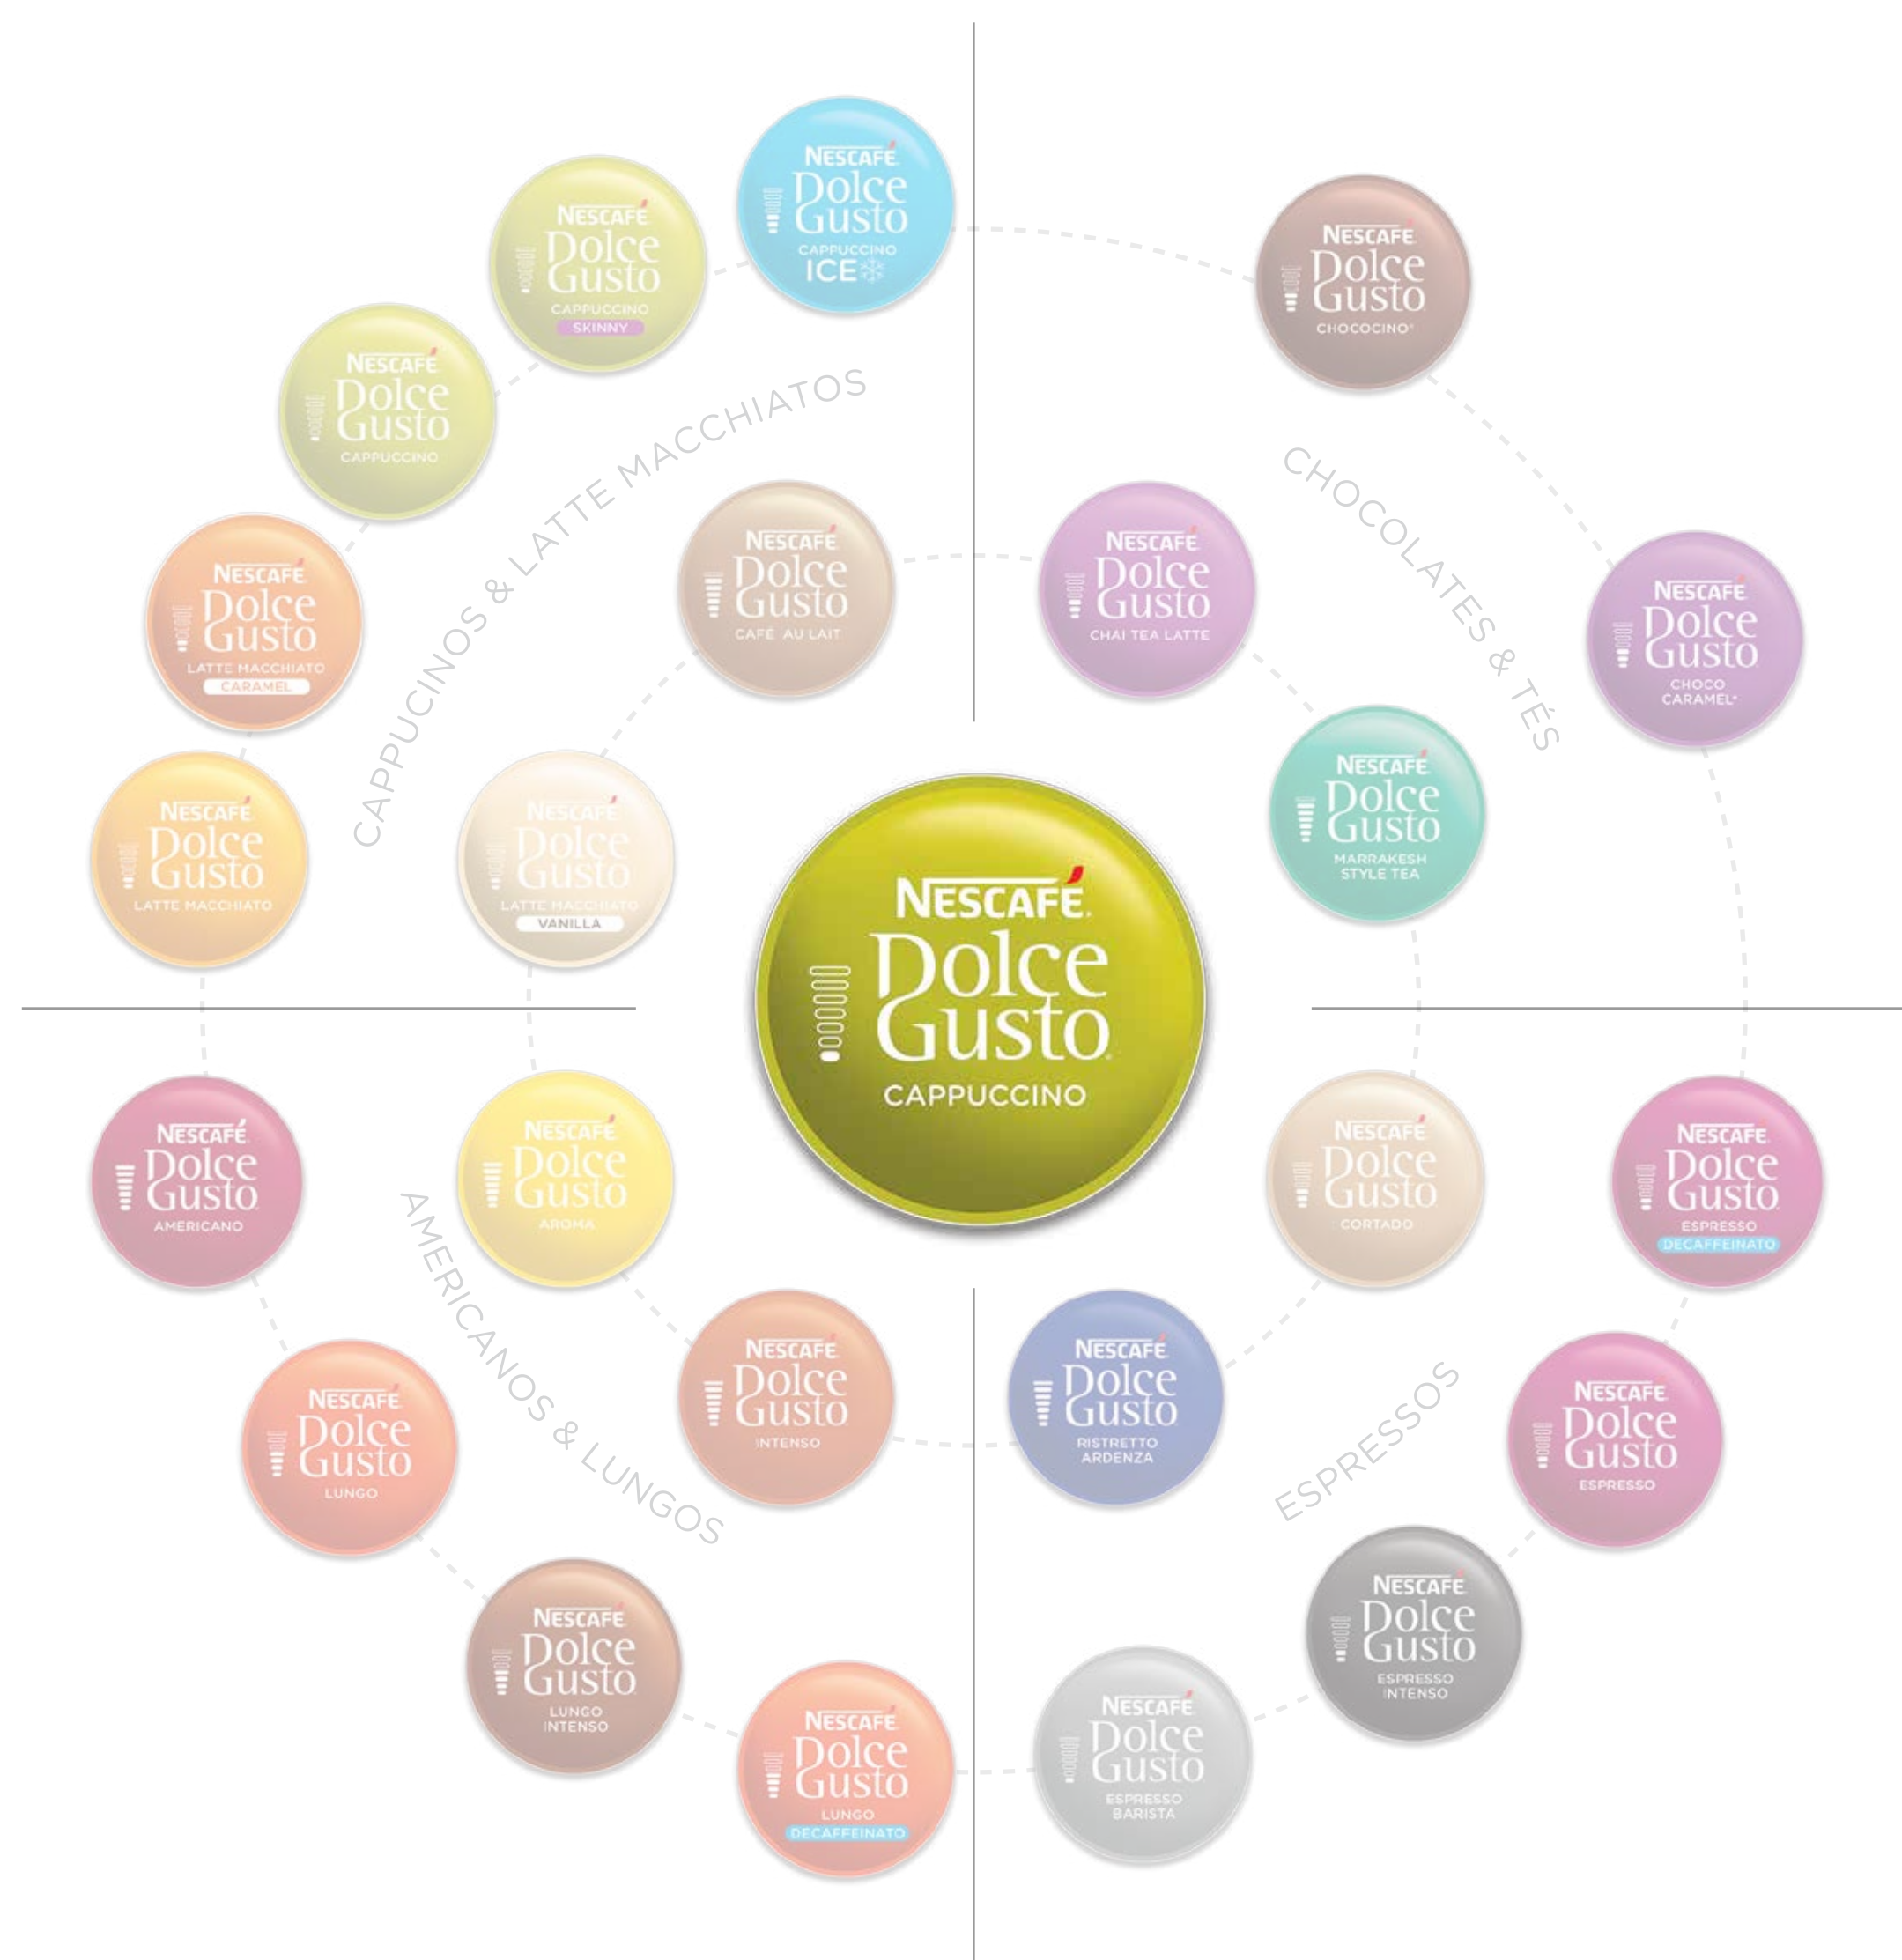 NESCAFÉ
Dolce
Gusto
CAPPUCCINO
ICE
NESCAFÉ
Dolce
Gusto
CAPPUCCINO
SKINNY
NESCAFÉ
Dolce
Gusto
CAPPUCCINO
NESCAFÉ
Dolce
Gusto
LATTE MACCHIATO
CARAMEL
NESCAFÉ
Dolce
Gusto
LATTE MACCHIATO
CAPPUCINOS & LATTE MACCHIATOS
NESCAFÉ
Dolce
Gusto
CAFÉ AU LAIT
NESCAFÉ
Dolce
Gusto
LATTE MACCHIATO
VANILLA
NESCAFÉ
Dolce
Gusto
CHOCOCINO*
NESCAFÉ
Dolce
Gusto
CHOCO
CARAMEL*
CHOCOLATES & TÉS
NESCAFÉ
Dolce
Gusto
CHAI TEA LATTE
NESCAFÉ
Dolce
Gusto
MARRAKESH
STYLE TEA
NESCAFÉ
Dolce
Gusto
CAPPUCCINO
NESCAFÉ
Dolce
Gusto
AMERICANO
NESCAFÉ
Dolce
Gusto
AROMA
NESCAFÉ
Dolce
Gusto
INTENSO
AMERICANOS & LUNGOS
NESCAFÉ
Dolce
Gusto
LUNGO
NESCAFÉ
Dolce
Gusto
LUNGO
INTENSO
NESCAFÉ
Dolce
Gusto
LUNGO
DECAFFEINATO
NESCAFÉ
Dolce
Gusto
CORTADO
NESCAFÉ
Dolce
Gusto
ESPRESSO
DECAFFEINATO
NESCAFÉ
Dolce
Gusto
RISTRETTO
ARDENZA
ESPRESSOS
NESCAFÉ
Dolce
Gusto
ESPRESSO
NESCAFÉ
Dolce
Gusto
ESPRESSO
INTENSO
NESCAFÉ
Dolce
Gusto
ESPRESSO
BARISTA